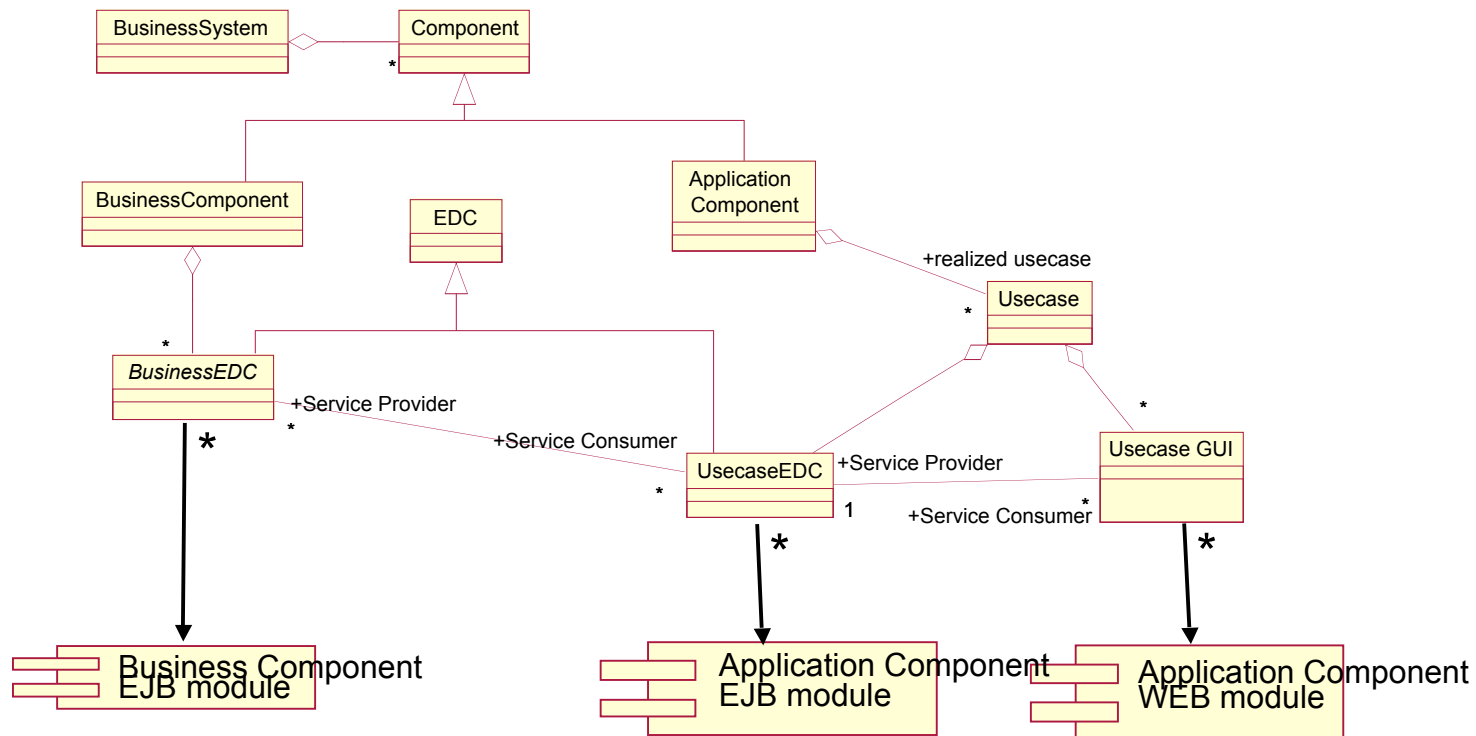 BusinessSystem
Component
*
BusinessComponent
EDC
Application
Component
+realized usecase
Usecase
*
*
BusinessEDC
+Service Provider
*
*
+Service Consumer
*
UsecaseEDC
+Service Provider
1
*
Usecase GUI
*
+Service Consumer
*
*
Business Component
EJB module
Application Component
EJB module
Application Component
WEB module